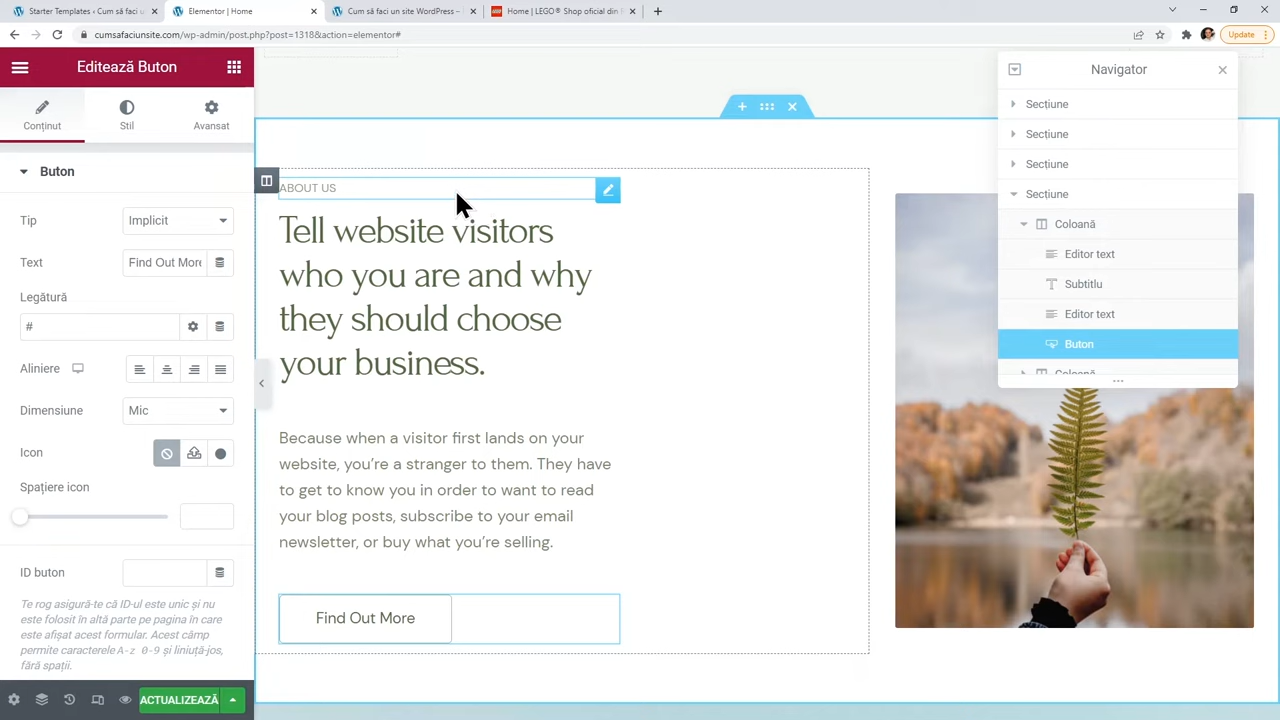 Starter Templates ‹ Cum să faci u
Elementor | Home
Cum să faci un site WordPress –
Home | LEGO® Shop oficial din R
cumsafaciunsite.com/wp-admin/post.php?post=1318&action=elementor#
Update
Editează Buton
Conținut
Stil
Avansat
Buton
Tip
Implicit
Text
Find Out More
Legătură
#
Aliniere
Dimensiune
Mic
Icon
Spațiere icon
ID buton
Te rog asigură-te că ID-ul este unic și nu
este folosit în altă parte pe pagina în care
este afișat acest formular. Acest câmp
permite caracterele A-z 0-9 și liniuță-jos,
fără spații.
ACTUALIZEAZĂ
ABOUT US
Tell website visitors
who you are and why
they should choose
your business.
Because when a visitor first lands on your
website, you’re a stranger to them. They have
to get to know you in order to want to read
your blog posts, subscribe to your email
newsletter, or buy what you’re selling.
Find Out More
Navigator
Secțiune
Secțiune
Secțiune
Secțiune
Coloană
Editor text
Subtitlu
Editor text
Buton
Coloană